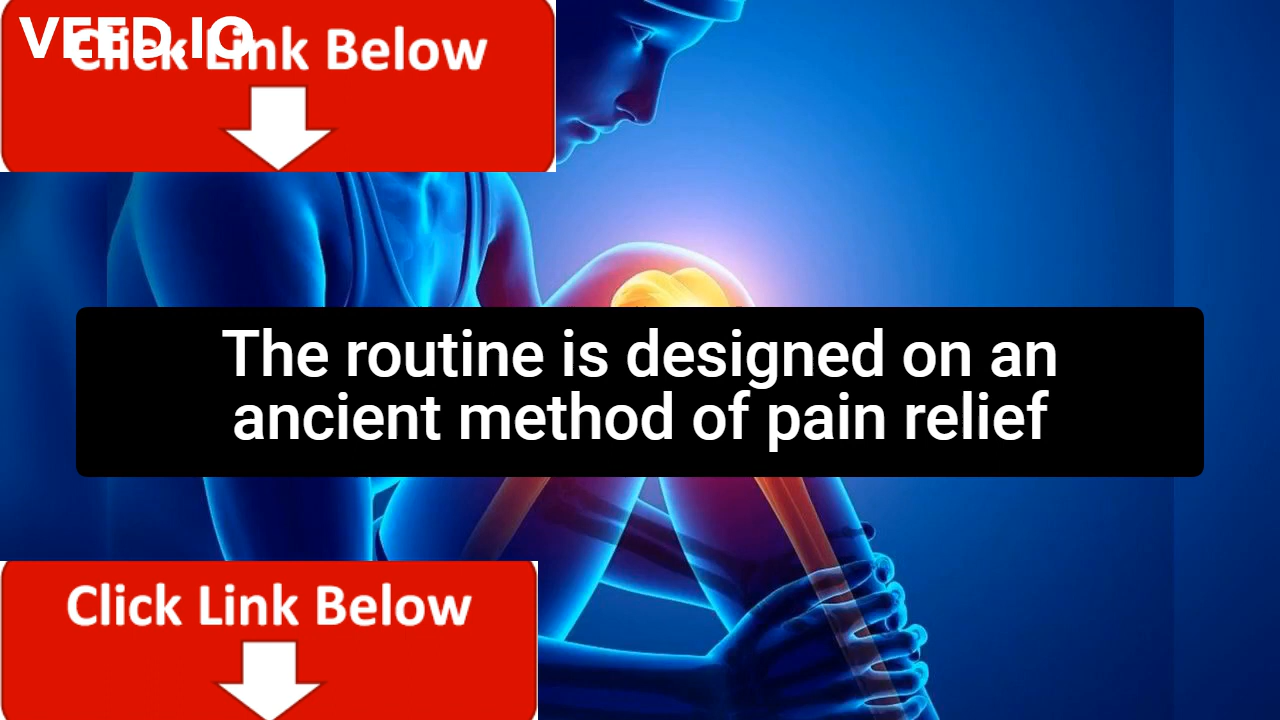 VEED.IO
Click Link Below
The routine is designed on an
ancient method of pain relief
Click Link Below